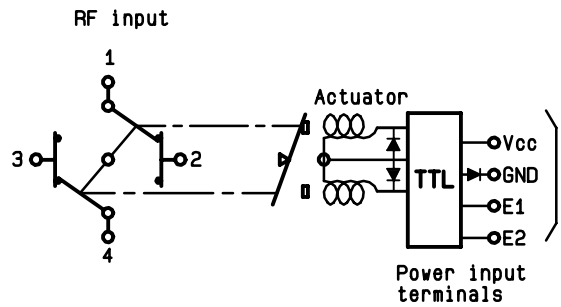 RF input
1
Actuator
3
2
Vcc
TTL
GND
E1
4
E2
Power input
terminals